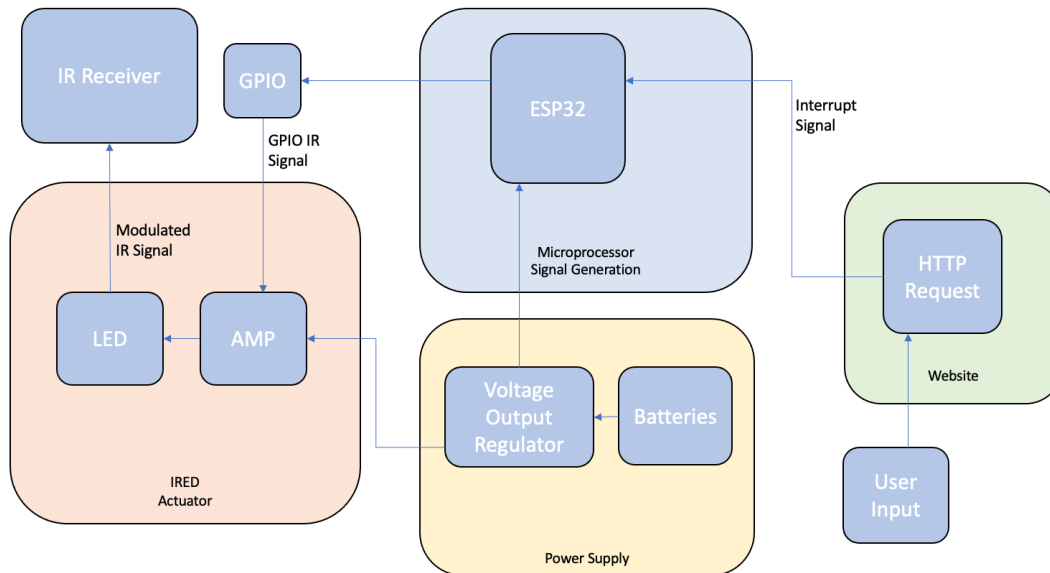 IR Receiver
GPIO
ESP32
Interrupt
Signal
GPIO IR
Signal
Modulated
IR Signal
Microprocessor
Signal Generation
HTTP
Request
LED
AMP
Website
Voltage
Output
Regulator
Batteries
IRED
Actuator
User
Input
Power Supply